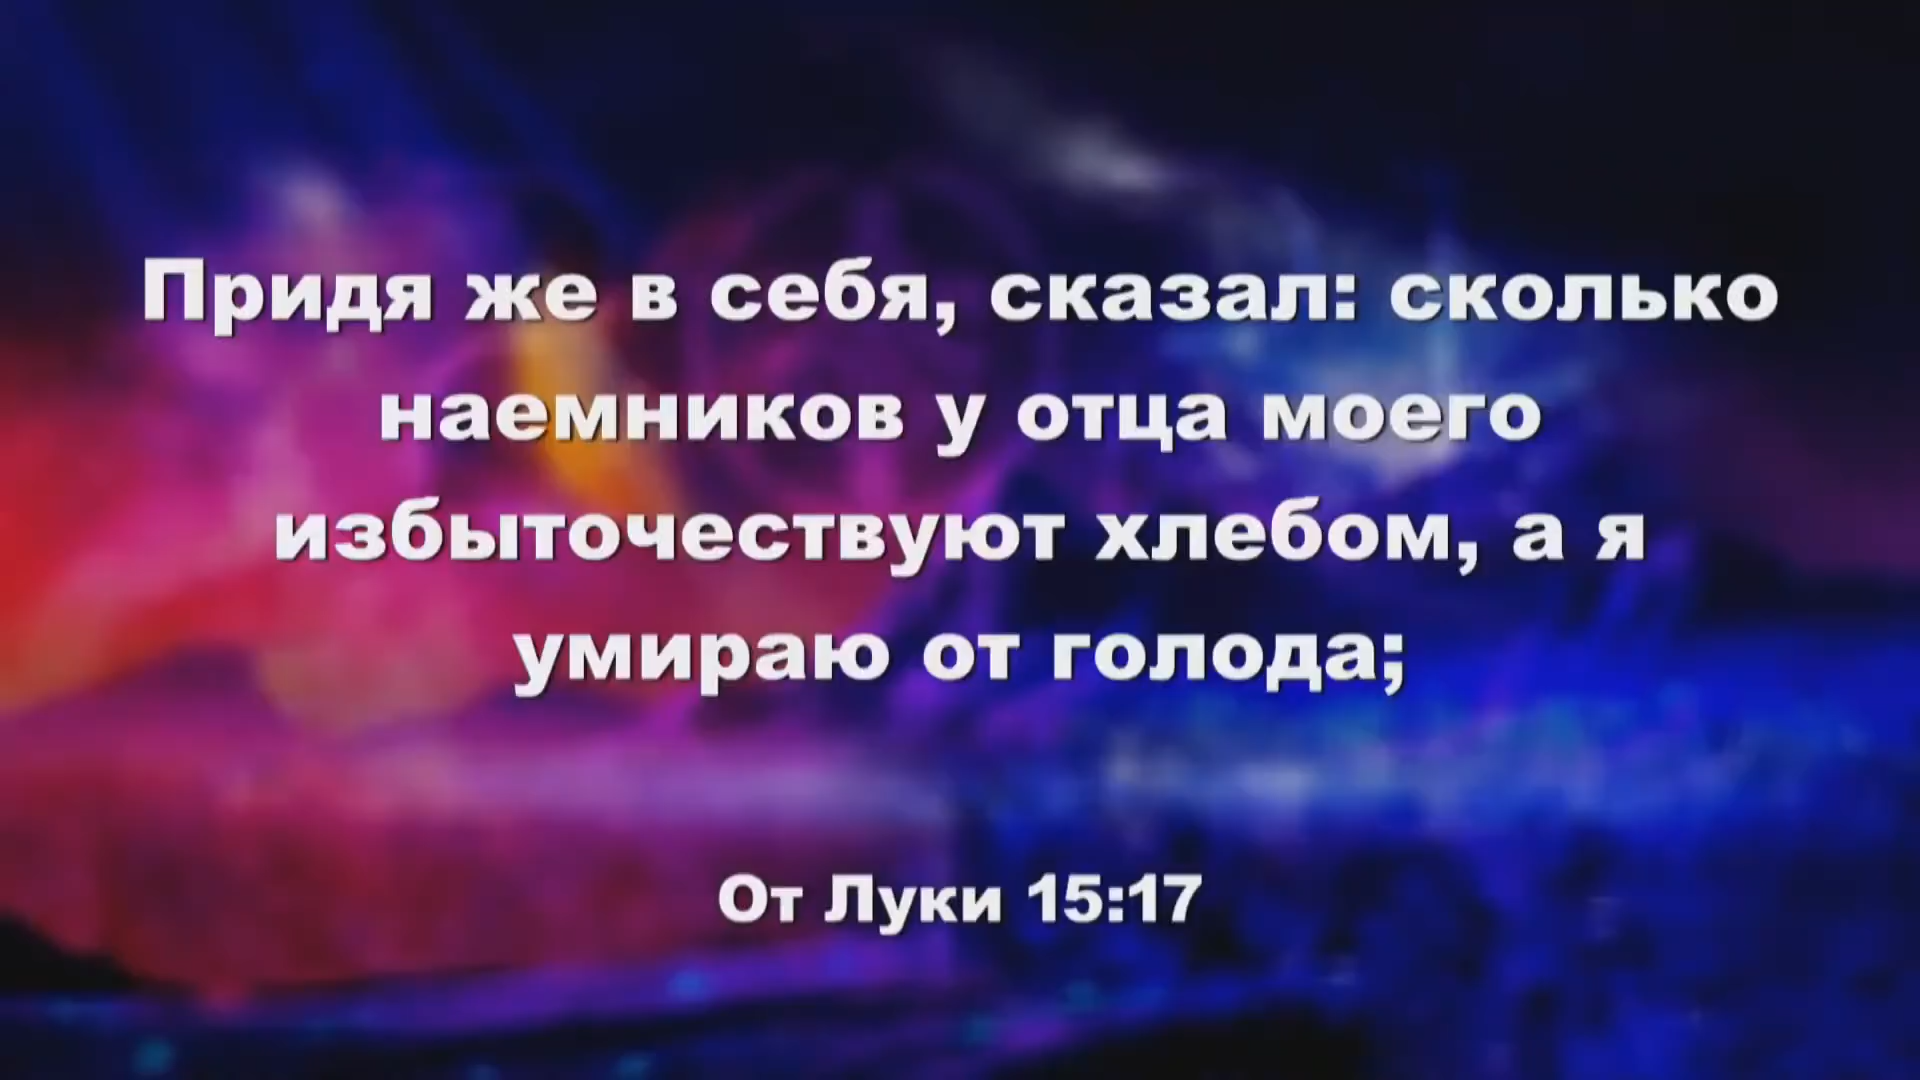 Придя же в себя, сказал: сколько
наемников у отца моего
избыточествуют хлебом, а я
умираю от голода;
От Луки 15:17